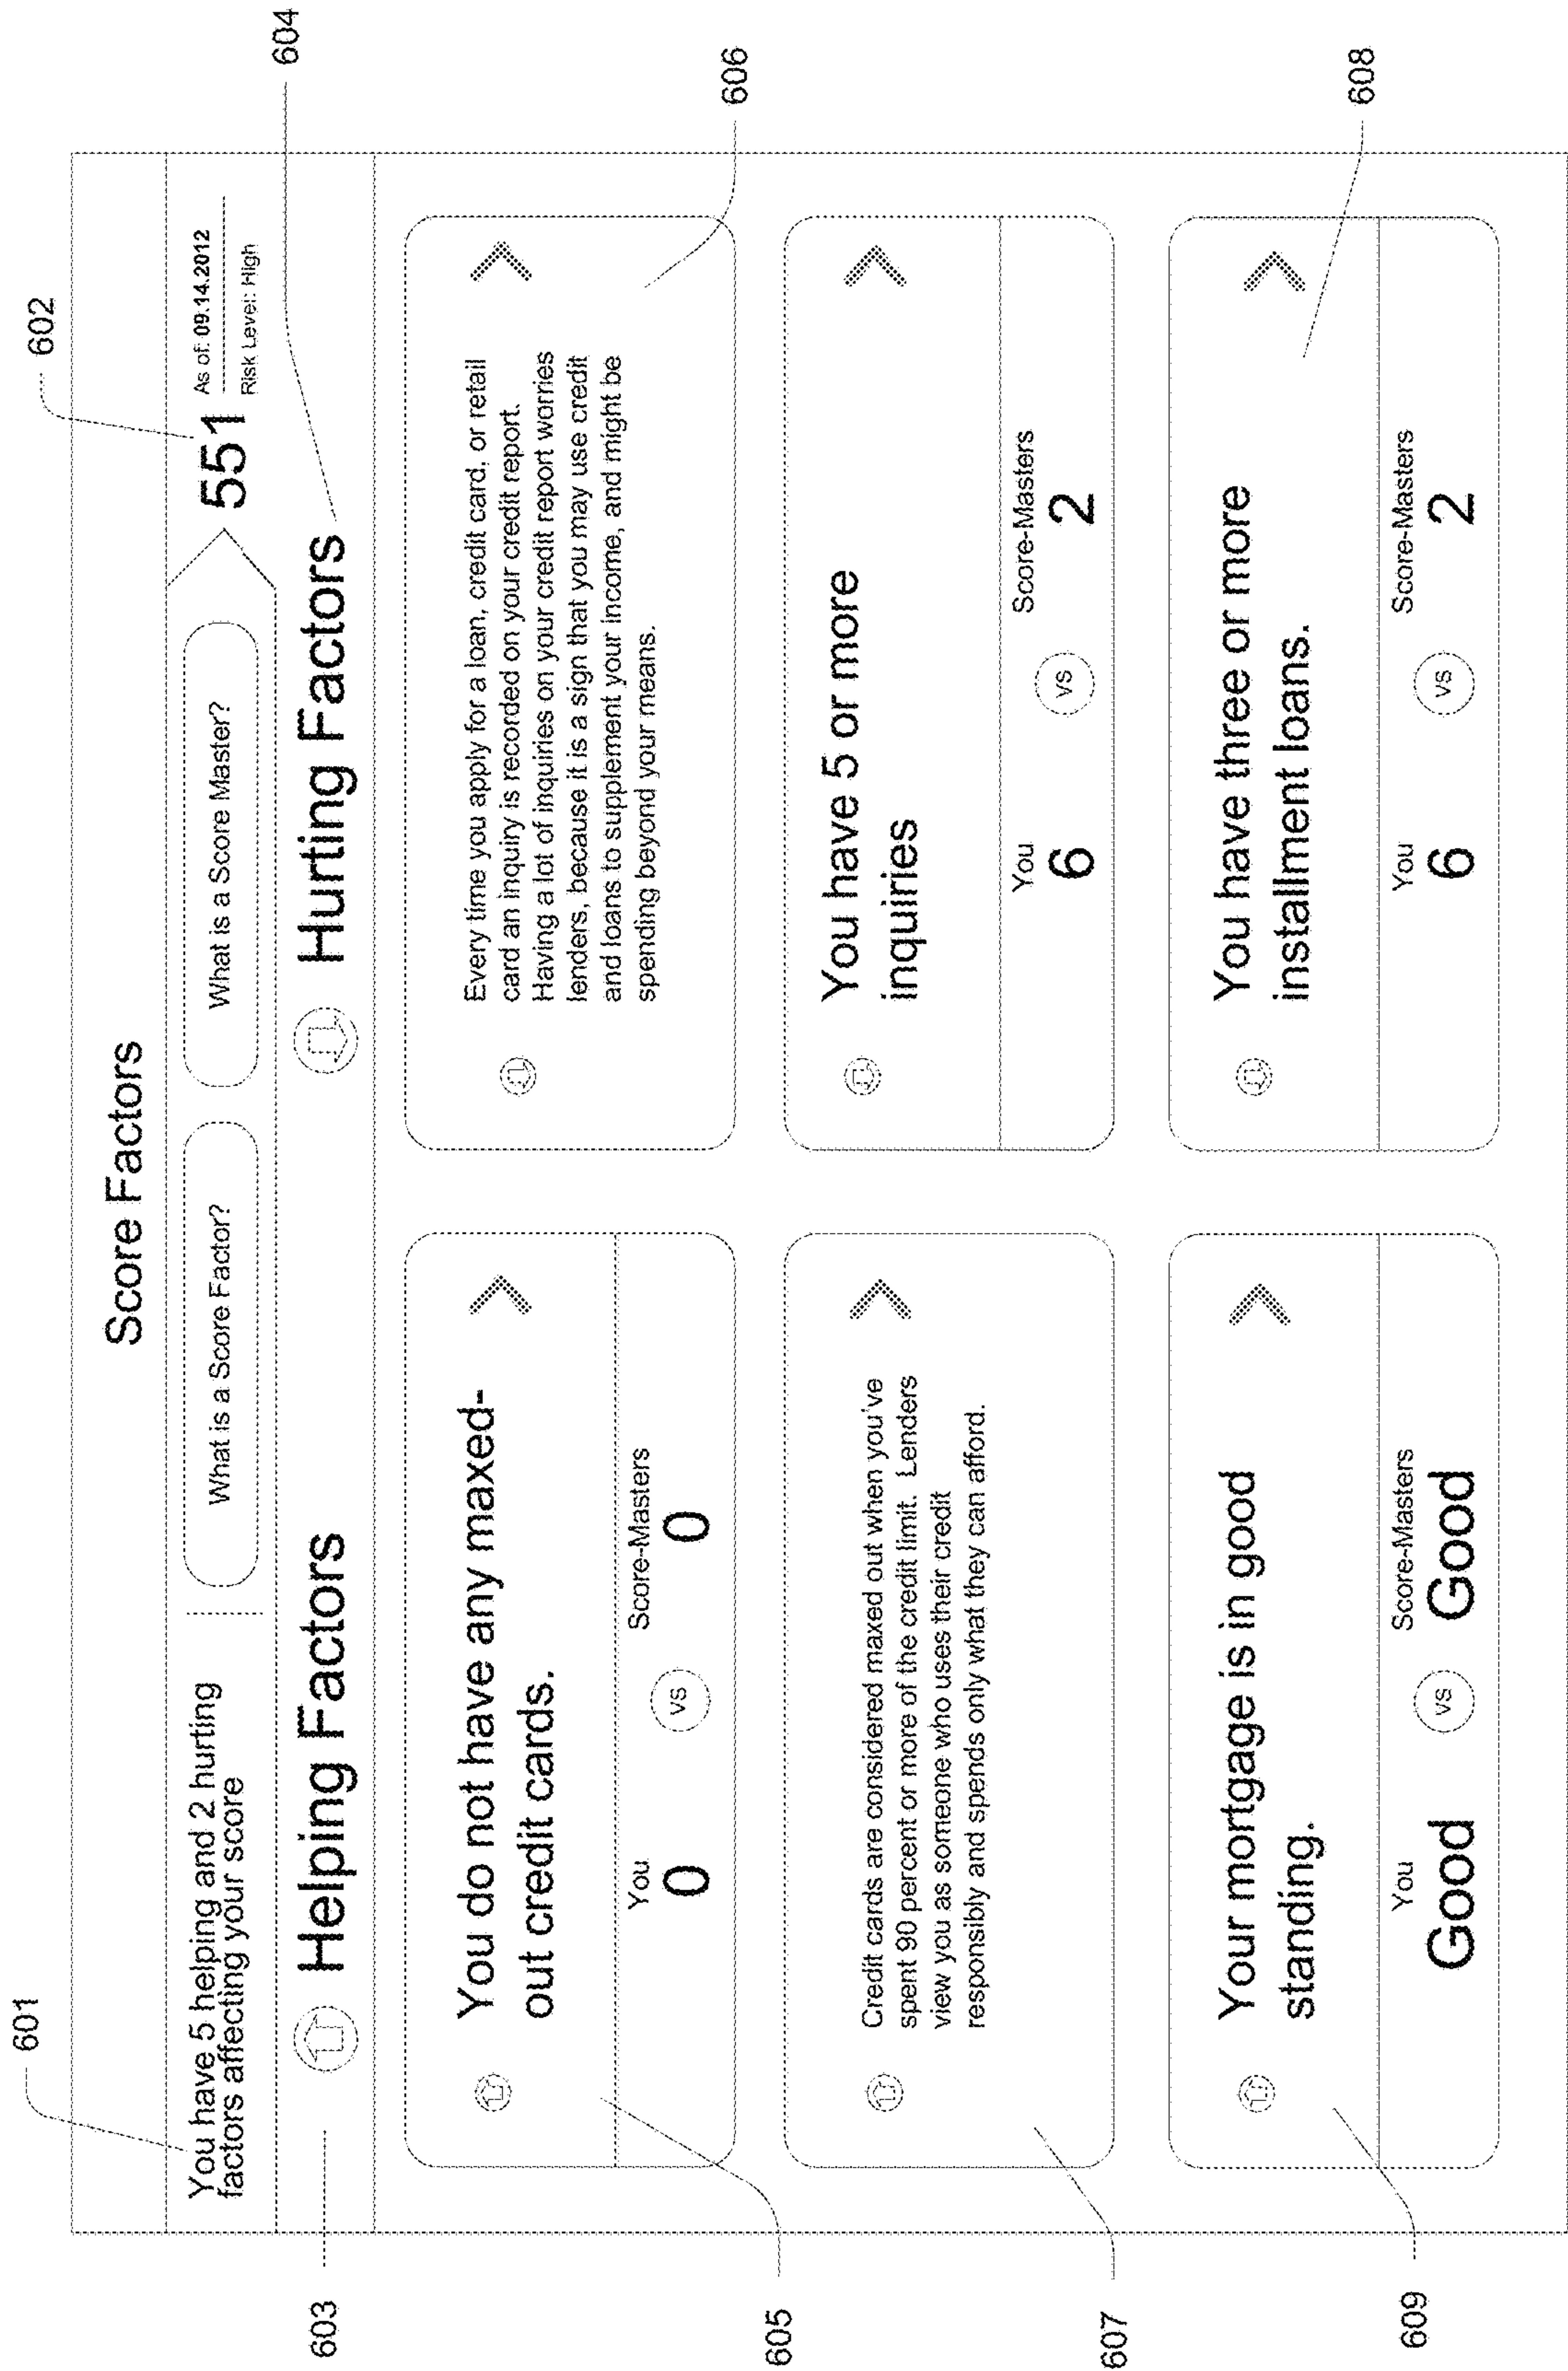 Score Factors
601
602
You have 5 helping and 2 hurting
factors affecting your score
What is a Score Factor?
What is a Score Master?
551
As of: 09.14.2012
Risk Level: High
603
Helping Factors
Hurting Factors
604
You do not have any maxed-
out credit cards.
You
0
vs
Score-Masters
0
605
Every time you apply for a loan, credit card, or retail
card an inquiry is recorded on your credit report.
Having a lot of inquiries on your credit report worries
lenders, because it is a sign that you may use credit
and loans to supplement your income, and might be
spending beyond your means.
606
Credit cards are considered maxed out when you've
spent 90 percent or more of the credit limit. Lenders
view you as someone who uses their credit
responsibly and spends only what they can afford.
607
You have 5 or more
inquiries
You
6
vs
Score-Masters
2
Your mortgage is in good
standing.
You
Good
vs
Score-Masters
Good
609
You have three or more
installment loans.
You
6
vs
Score-Masters
2
608